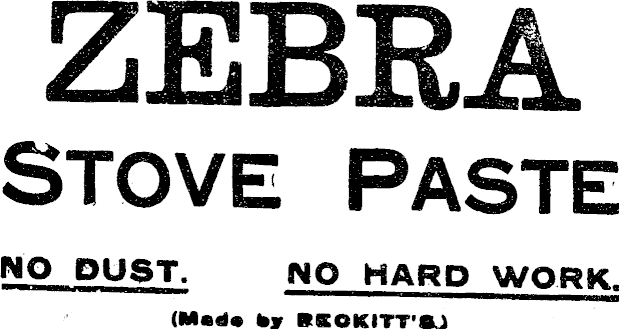 ZEBRA
STOVE PASTE
NO DUST. NO HARD WORK.
(Made by RECKITT'S.)